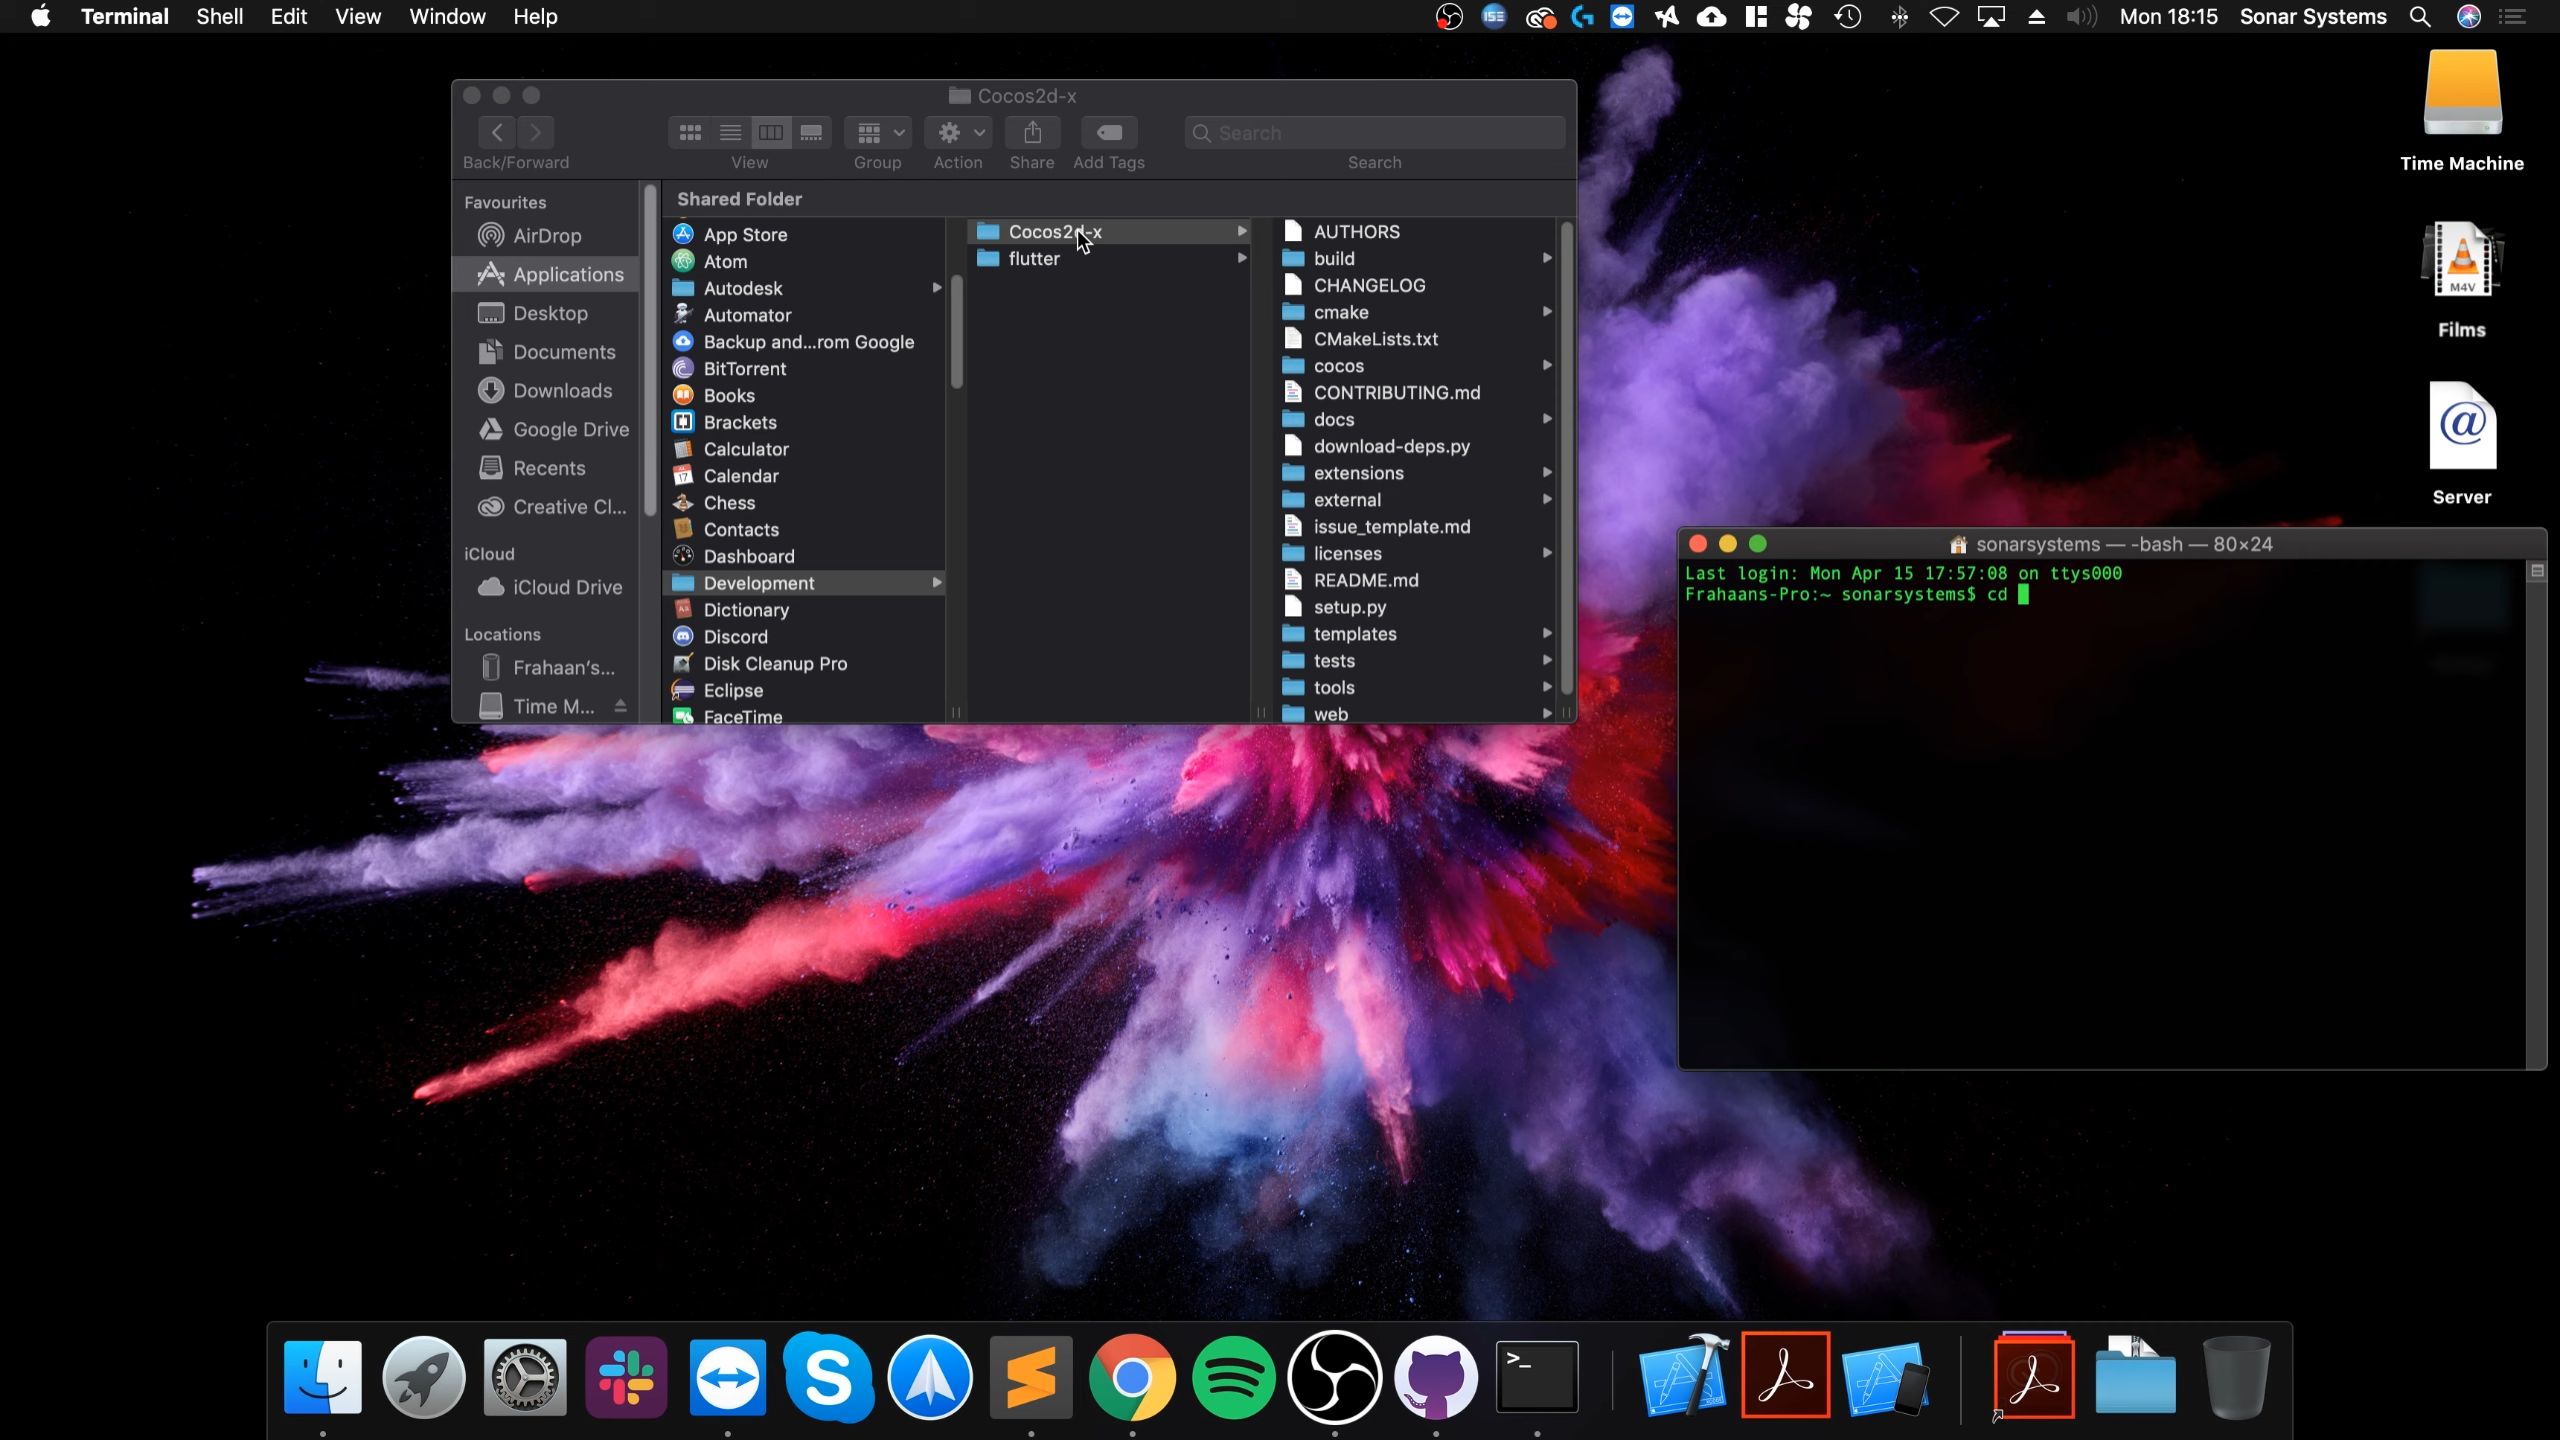 Terminal Shell Edit View Window Help
ISE
Mon 18:15 Sonar Systems
Time Machine
M4V
Films
@
Server
Cocos2d-x
Back/Forward
View
Group
Action
Share
Add Tags
Search
Search
Favourites
AirDrop
Applications
Desktop
Documents
Downloads
Google Drive
Recents
Creative Cl...
iCloud
iCloud Drive
Locations
Frahaan's...
Time M...
Shared Folder
App Store
Atom
Autodesk
Automator
Backup and...rom Google
BitTorrent
Books
Brackets
Calculator
Calendar
Chess
Contacts
Dashboard
Development
Dictionary
Discord
Disk Cleanup Pro
Eclipse
FaceTime
Cocos2d-x
flutter
AUTHORS
build
CHANGELOG
cmake
CMakeLists.txt
cocos
CONTRIBUTING.md
docs
download-deps.py
extensions
external
issue_template.md
licenses
README.md
setup.py
templates
tests
tools
web
sonarsystems — -bash — 80×24
Last login: Mon Apr 15 17:57:08 on ttys000
Frahaans-Pro:~ sonarsystems$ cd